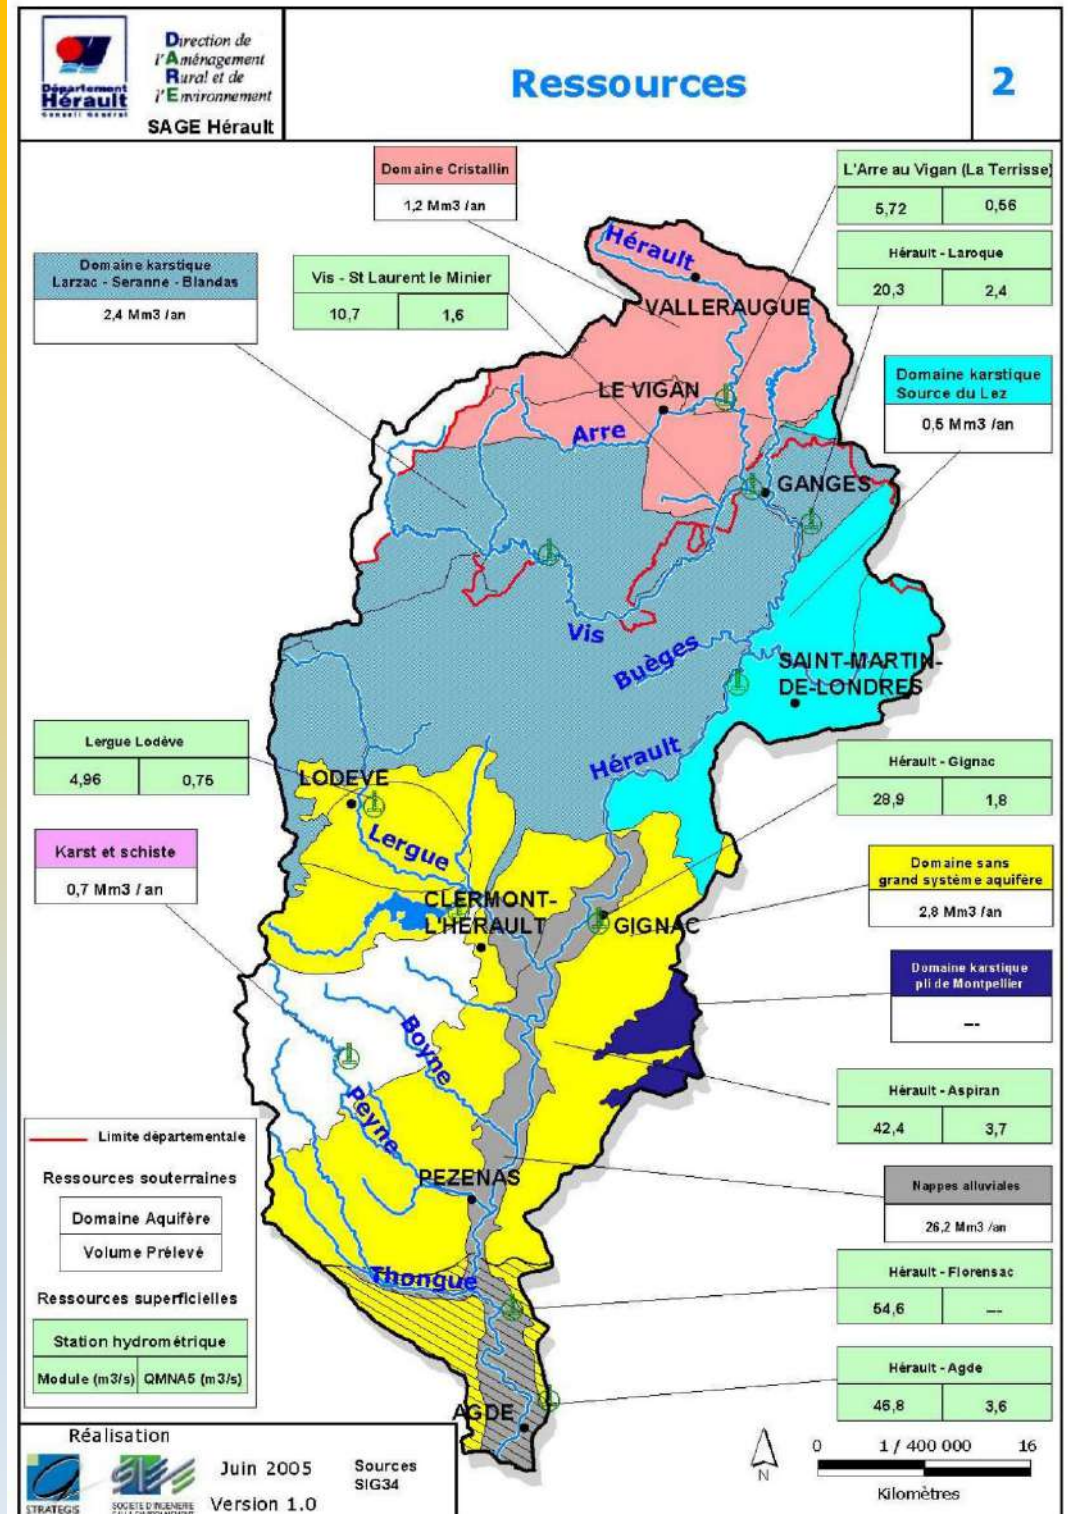 Département
Hérault
Conseil Général
Direction de
l'Aménagement
Rural et de
l'Environnement
SAGE Hérault
Ressources
2
Domaine Cristallin
1,2 Mm3 /an
L'Arre au Vigan (La Terrisse)
5,72 0,56
Hérault - Laroque
20,3 2,4
Domaine karstique
Larzac - Seranne - Blandas
2,4 Mm3 /an
Vis - St Laurent le Minier
10,7 1,6
Domaine karstique
Source du Lez
0,5 Mm3 /an
Hérault
VALLERAUGUE
LE VIGAN
Arre
GANGES
Vis
Buèges
SAINT-MARTIN-
DE-LONDRES
Hérault
Lergue Lodève
4,96 0,75
LODEVE
Lergue
Hérault - Gignac
28,9 1,8
Karst et schiste
0,7 Mm3 / an
CLERMONT-
L'HERAULT
GIGNAC
Domaine sans
grand système aquifère
2,8 Mm3 /an
Domaine karstique
pli de Montpellier
---
Boyne
Peyne
Hérault - Aspiran
42,4 3,7
PEZENAS
Nappes alluviales
26,2 Mm3 /an
Thongue
Hérault - Florensac
54,6 ---
Hérault - Agde
46,8 3,6
AGDE
Limite départementale
Ressources souterraines
Domaine Aquifère
Volume Prélevé
Ressources superficielles
Station hydrométrique
Module (m3/s) QMNA5 (m3/s)
Réalisation
STRATEGIS
Juin 2005
Version 1.0
Sources
SIG34
N
0 1 / 400 000 16
Kilomètres